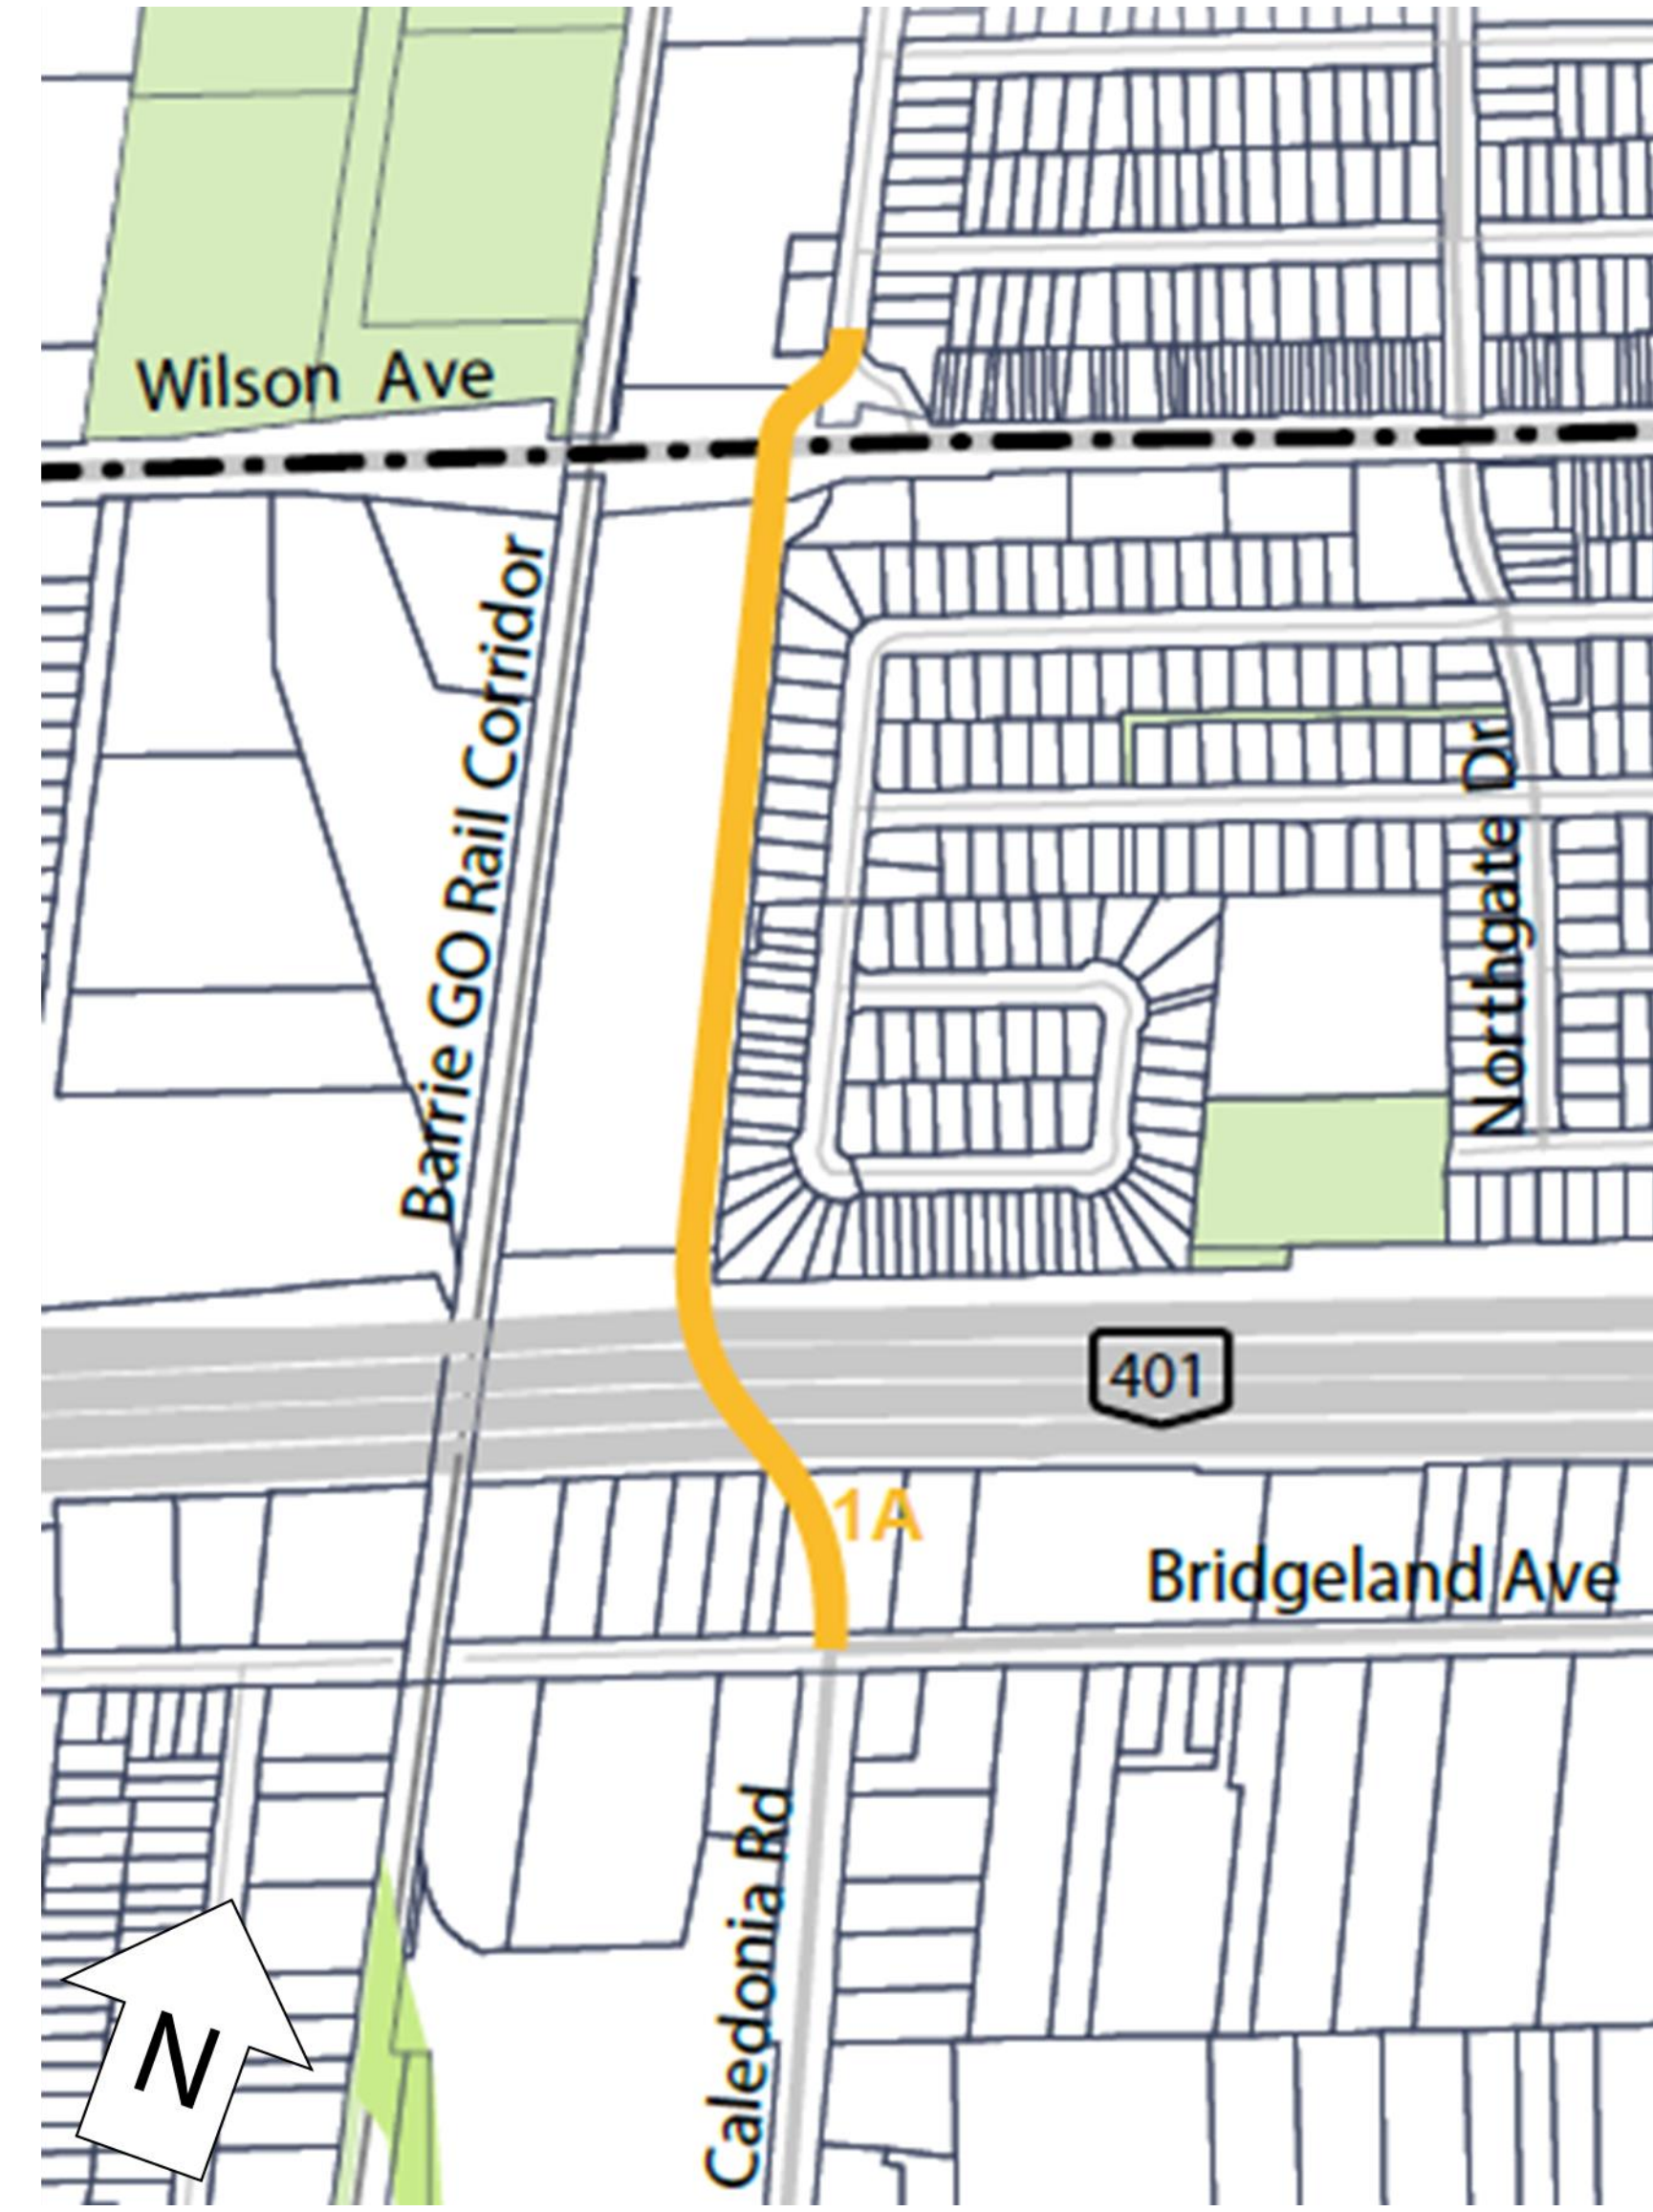 Wilson Ave
Barrie GO Rail Corridor
Northgate Dr
401
1A
Bridgeland Ave
Caledonia Rd
N